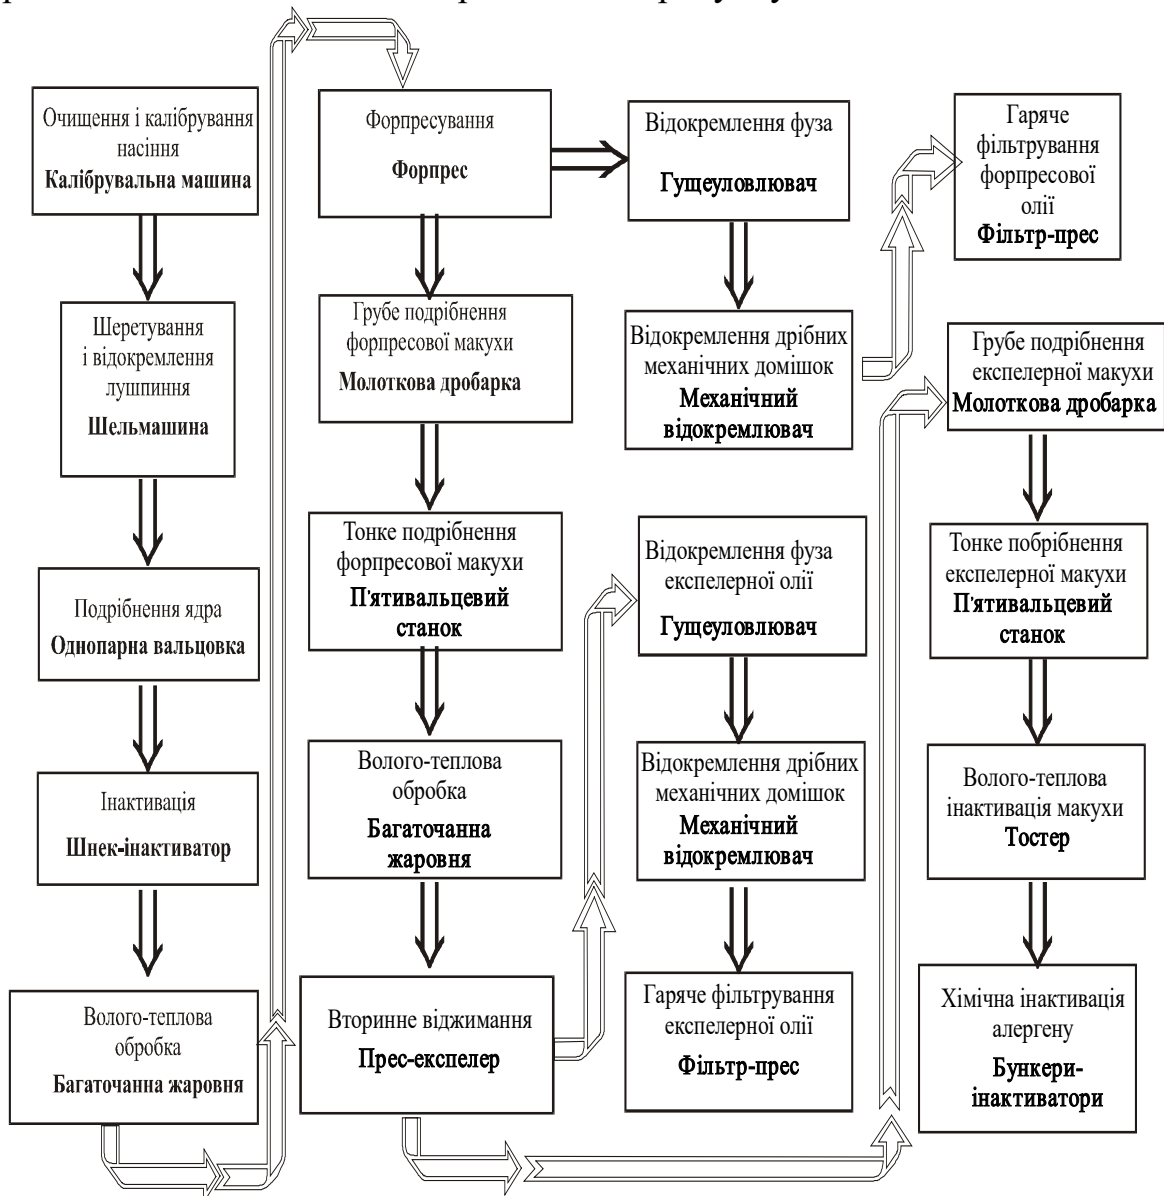 Очищення і калібрування
насіння
Калібрувальна машина
Шеретування
і відокремлення
лушпиння
Шельмашина
Подрібнення ядра
Однопарна вальцовка
Інактивація
Шнек-інактиватор
Волого-теплова
обробка
Багаточанна жаровня
Форпресування
Форпрес
Грубе подрібнення
форпресової макухи
Молоткова дробарка
Тонке подрібнення
форпресової макухи
П'ятивальцевий
станок
Волого-теплова
обробка
Багаточанна
жаровня
Вторинне віджимання
Прес-експелер
Відокремлення фуза
Гущеуловлювач
Відокремлення дрібних
механічних домішок
Механічний
відокремлювач
Гаряче
фільтрування
форпресової
олії
Фільтр-прес
Відокремлення фуза
експелерної олії
Гущеуловлювач
Відокремлення дрібних
механічних домішок
Механічний
відокремлювач
Гаряче фільтрування
експелерної олії
Фільтр-прес
Грубе подрібнення
експелерної макухи
Молоткова дробарка
Тонке побрібнення
експелерної макухи
П'ятивальцевий
станок
Волого-теплова
інактивація макухи
Тостер
Хімічна інактивація
алергену
Бункери-
інактиватори